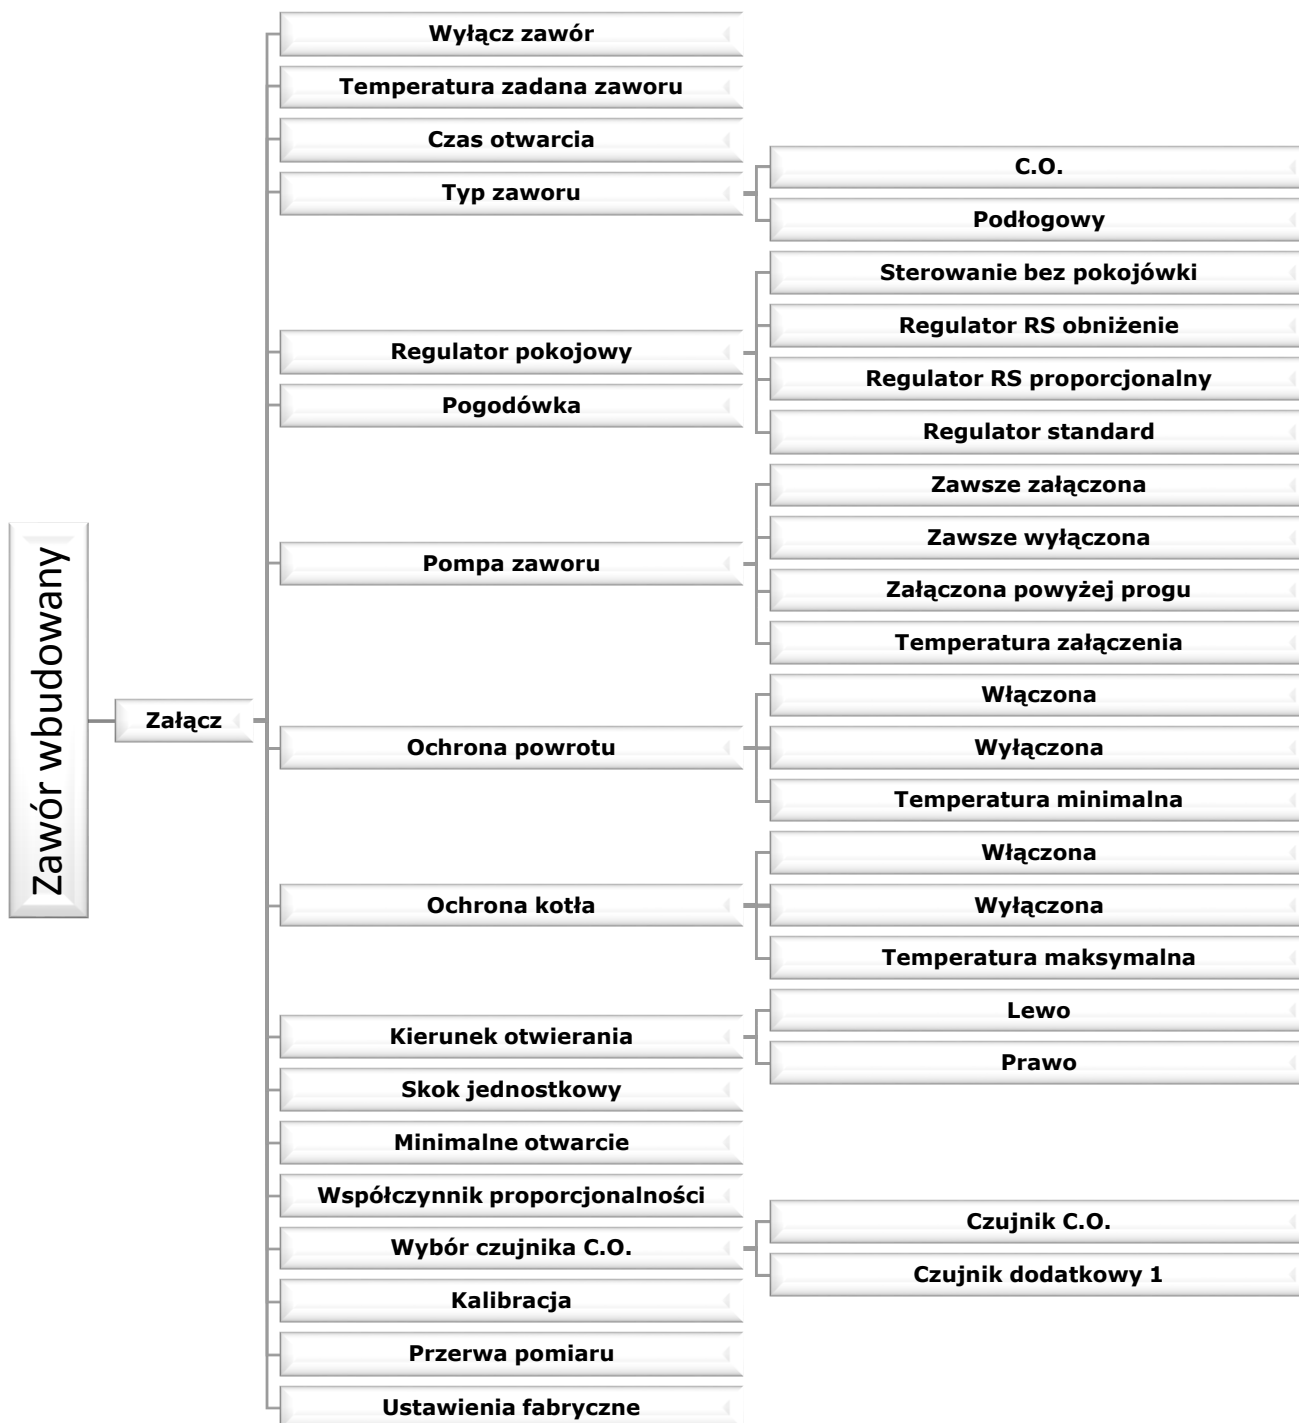 Zawór wbudowany
Załącz
Wyłącz zawór
Temperatura zadana zaworu
Czas otwarcia
Typ zaworu
C.O.
Podłogowy
Regulator pokojowy
Sterowanie bez pokojówki
Regulator RS obniżenie
Regulator RS proporcjonalny
Regulator standard
Pogodówka
Pompa zaworu
Zawsze załączona
Zawsze wyłączona
Załączona powyżej progu
Temperatura załączenia
Ochrona powrotu
Włączona
Wyłączona
Temperatura minimalna
Ochrona kotła
Włączona
Wyłączona
Temperatura maksymalna
Kierunek otwierania
Lewo
Prawo
Skok jednostkowy
Minimalne otwarcie
Współczynnik proporcjonalności
Wybór czujnika C.O.
Czujnik C.O.
Czujnik dodatkowy 1
Kalibracja
Przerwa pomiaru
Ustawienia fabryczne